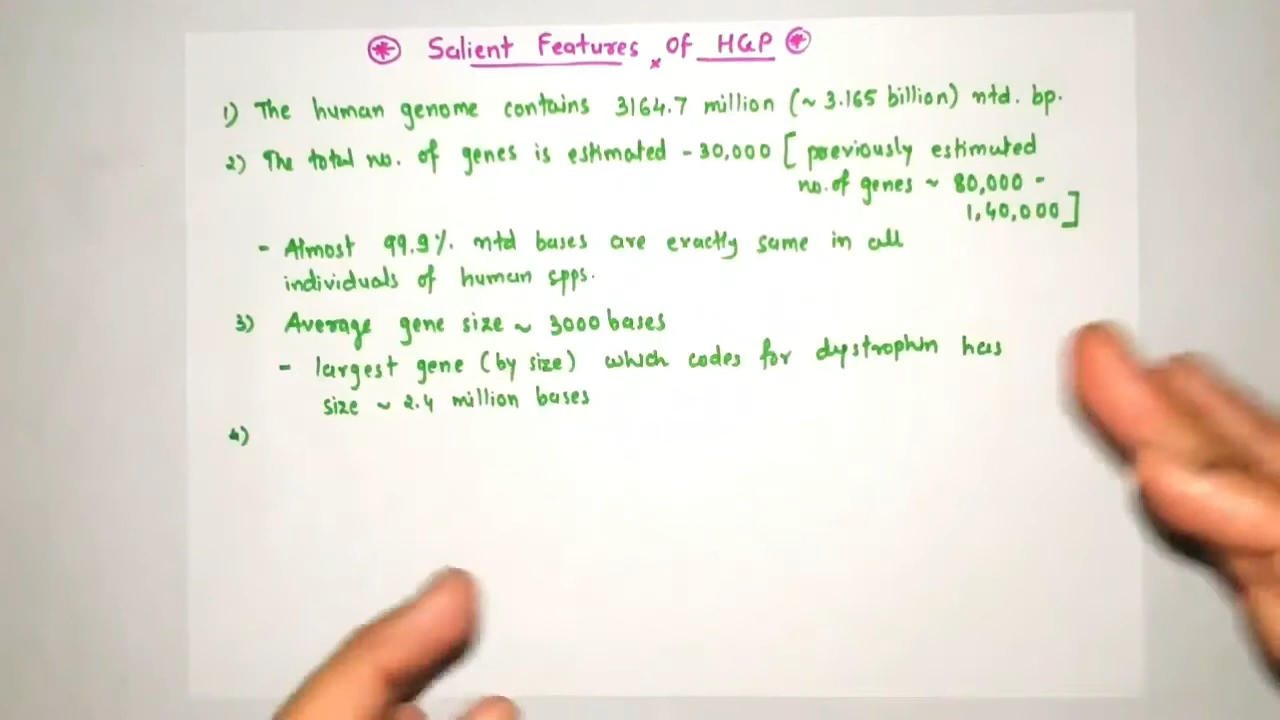 ⊛ Salient Features of HGP ⊛
x
1) The human genome contains 3164.7 million (~ 3.165 billion) ntd. bp.
2) The total no. of genes is estimated - 30,000 [previously estimated
no. of genes ~ 80,000 -
1,40,000]
- Almost 99.9% ntd bases are exactly same in all
individuals of human spps.
3) Average gene size ~ 3000 bases
- largest gene (by size) which codes for dystrophin has
size ~ 2.4 million bases
4)